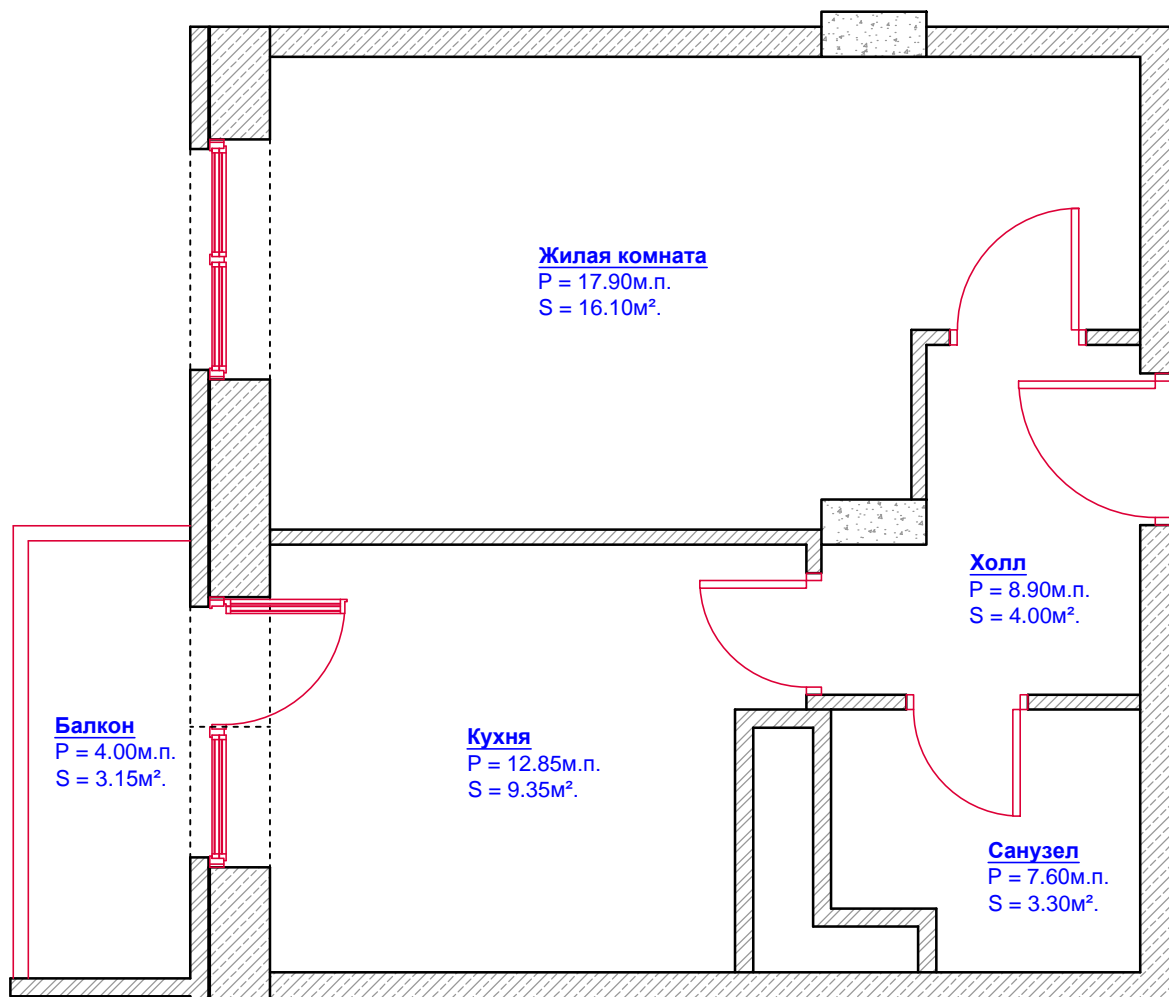 Жилая комната
P = 17.90м.п.
S = 16.10м².
Холл
P = 8.90м.п.
S = 4.00м².
Балкон
P = 4.00м.п.
S = 3.15м².
Кухня
P = 12.85м.п.
S = 9.35м².
Санузел
P = 7.60м.п.
S = 3.30м².